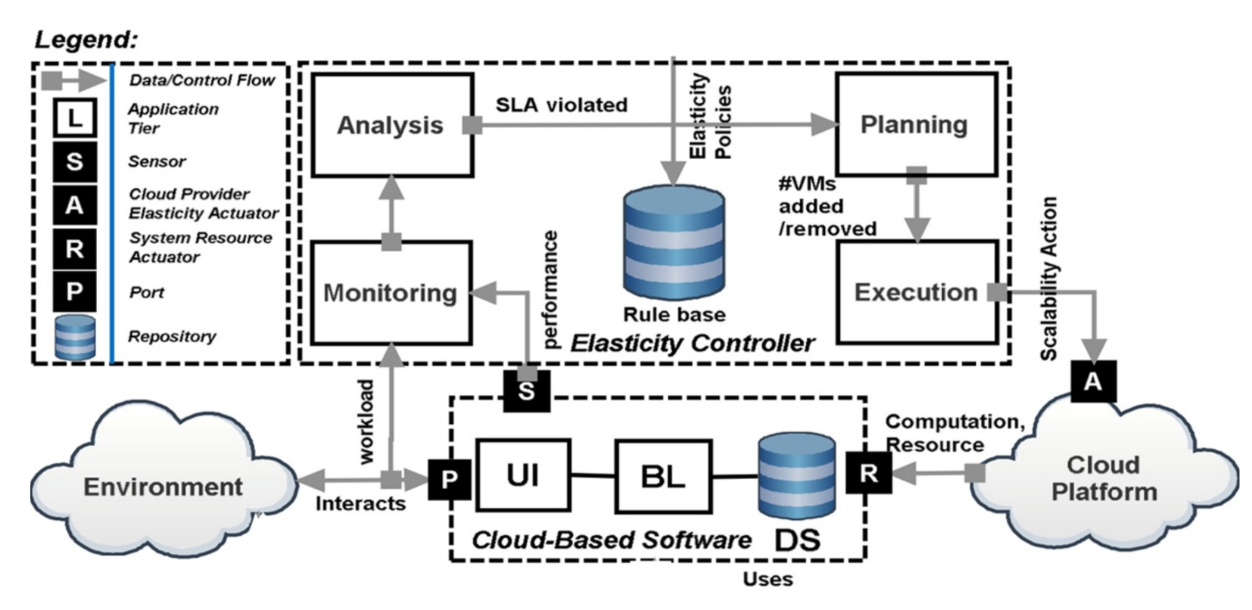 Legend:
Data/Control Flow
L
Application
Tier
S
Sensor
A
Cloud Provider
Elasticity Actuator
R
System Resource
Actuator
P
Port
Repository
Analysis
SLA violated
Elasticity
Policies
Planning
#VMs
added
/removed
Monitoring
performance
Rule base
Execution
Scalability Action
Elasticity Controller
workload
S
A
Environment
Interacts
P
UI
BL
DS
Cloud-Based Software
R
Computation,
Resource
Cloud
Platform
Uses